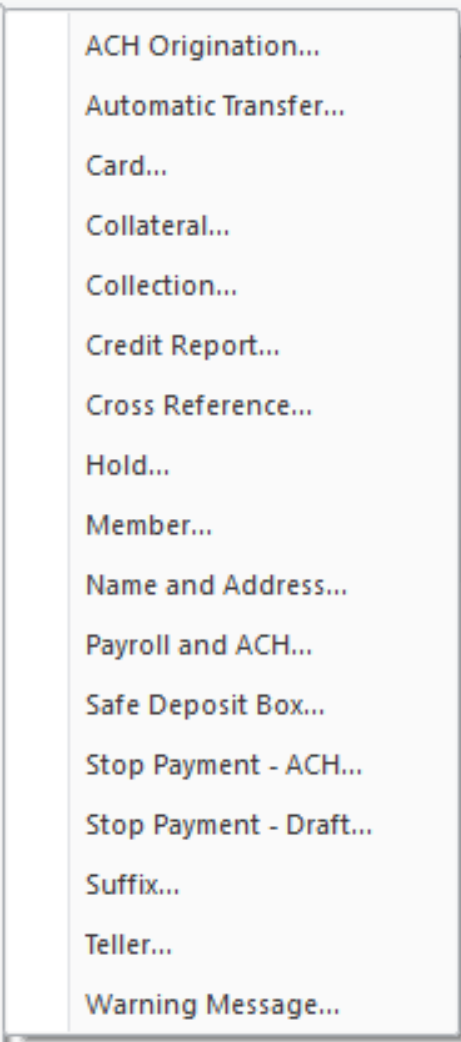 ACH Origination...
Automatic Transfer...
Card...
Collateral...
Collection...
Credit Report...
Cross Reference...
Hold...
Member...
Name and Address...
Payroll and ACH...
Safe Deposit Box...
Stop Payment - ACH...
Stop Payment - Draft...
Suffix...
Teller...
Warning Message...